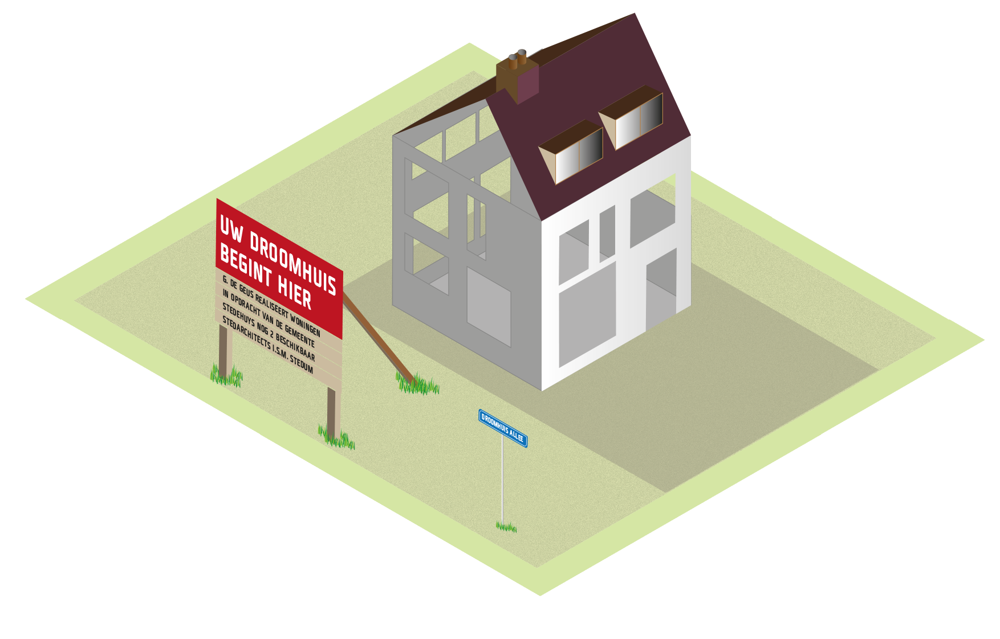 UW DROOMHUIS
BEGINT HIER
G. DE GEUS REALISEERT WONINGEN
IN OPDRACHT VAN DE GEMEENTE
STEDEHUYS NOG 2 BESCHIKBAAR
STEDARCHITECTS I.S.M. STEDUM
DROOMHUIS ALLEE